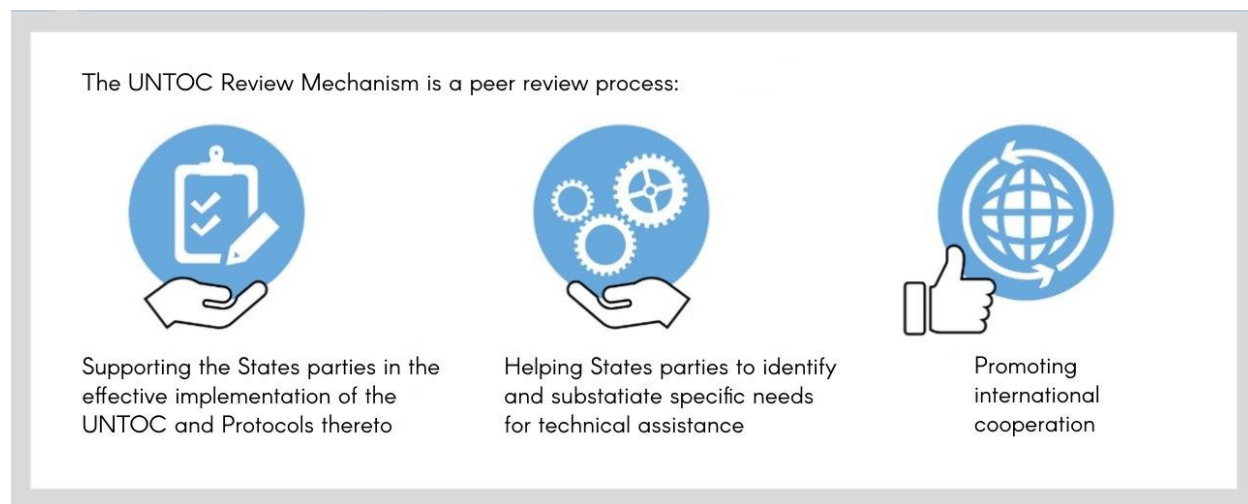 The UNTOC Review Mechanism is a peer review process:
Supporting the States parties in the
effective implementation of the
UNTOC and Protocols thereto
Helping States parties to identify
and substatiate specific needs
for technical assistance
Promoting
international
cooperation